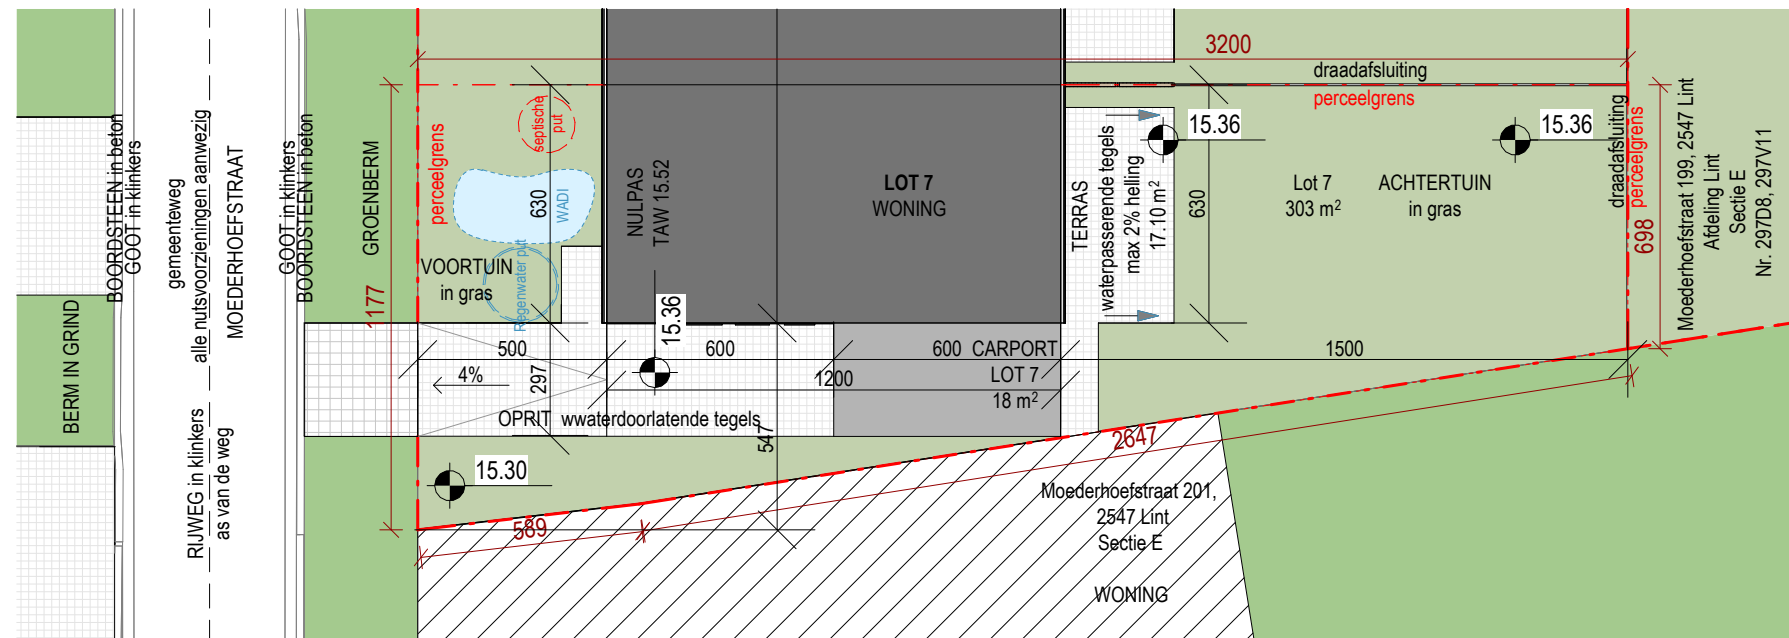 BERM IN GRIND
BOORDSTEEN in beton
GOOT in klinkers
gemeenteweg
alle nutsvoorzieningen aanwezig
RIJWEG in klinkers
as van de weg
MOEDERHOEFSTRAAT
GOOT in klinkers
BOORDSTEEN in beton
GROENBERM
1177
perceelgrens
septische
put
WADI
630
VOORTUIN
in gras
Regenwater put
NULPAS
TAW 15.52
15.36
LOT 7
WONING
3200
draadafsluiting
perceelgrens
TERRAS
waterpasserende tegels
max 2% helling
17.10 m²
15.36
630
Lot 7
303 m²
ACHTERTUIN
in gras
15.36
draadafsluiting
perceelgrens
698
Moederhoefstraat 199, 2547 Lint
Afdeling Lint
Sectie E
Nr. 297D8, 297V11
500
600
600 CARPORT
LOT 7
18 m²
1500
4%
297
1200
OPRIT wwaterdoorlatende tegels
547
15.30
589
2647
Moederhoefstraat 201,
2547 Lint
Sectie E
WONING